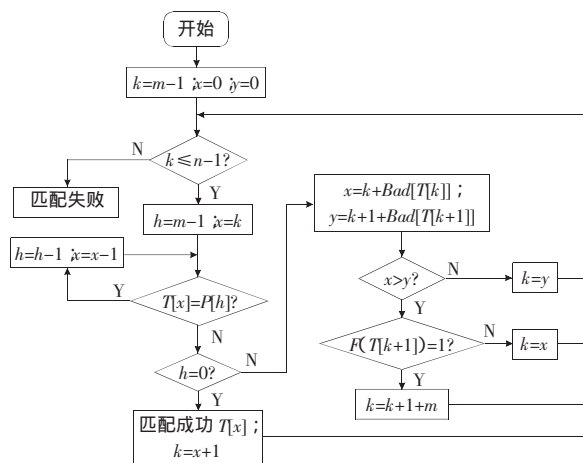 开始
k=m-1；x=0；y=0
k≤n-1?
N
Y
匹配失败
h=m-1；x=k
h=h-1；x=x-1
T[x]=P[h]?
Y
N
h=0?
N
Y
匹配成功 T[x]；
k=x+1
x=k+Bad[T[k]]；
y=k+1+Bad[T[k+1]]
x>y?
N
k=y
Y
F(T[k+1])=1?
N
k=x
Y
k=k+1+m